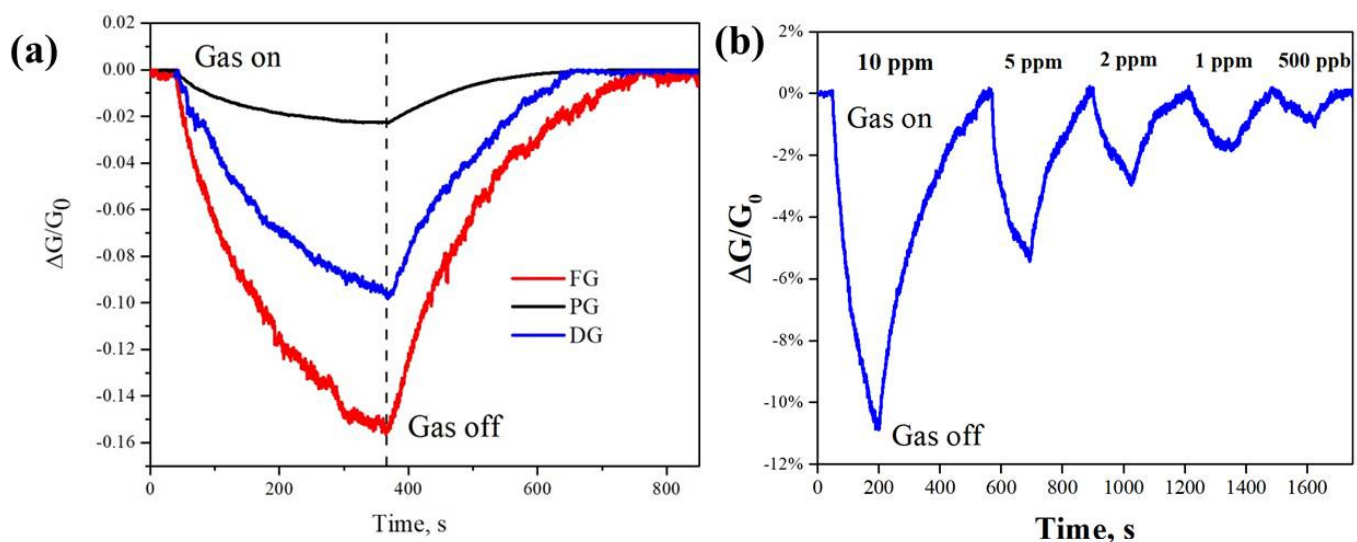 (a)
0.02
0.00
-0.02
-0.04
-0.06
-0.08
-0.10
-0.12
-0.14
-0.16
ΔG/G0
Gas on
FG
PG
DG
Gas off
0 200 400 600 800
Time, s
(b)
2%
0%
-2%
-4%
-6%
-8%
-10%
-12%
ΔG/G0
10 ppm 5 ppm 2 ppm 1 ppm 500 ppb
Gas on
Gas off
0 200 400 600 800 1000 1200 1400 1600
Time, s